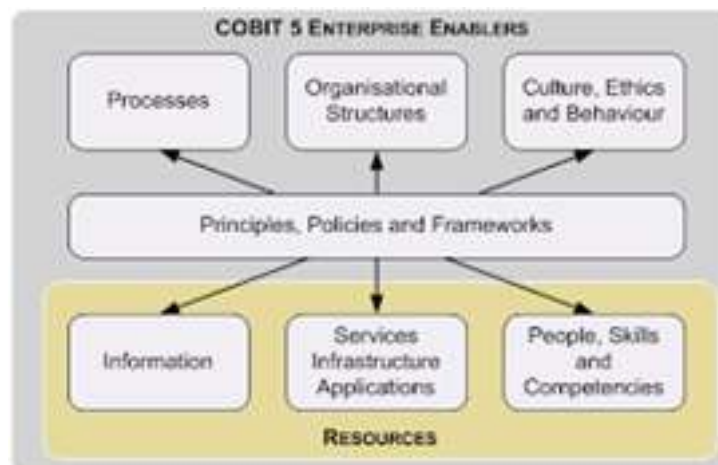 COBIT 5 ENTERPRISE ENABLERS
Processes
Organisational
Structures
Culture, Ethics
and Behaviour
Principles, Policies and Frameworks
Information
Services
Infrastructure
Applications
People, Skills
and
Competencies
RESOURCES